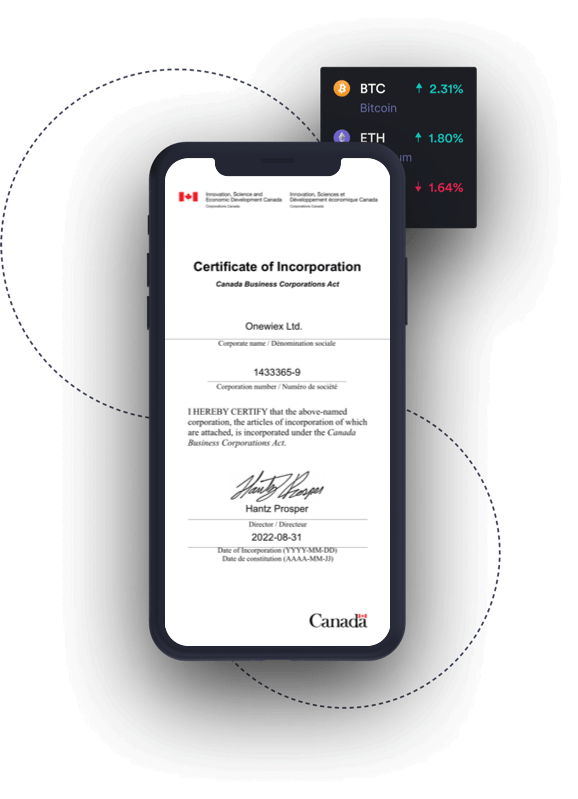 BTC
2.31%
Bitcoin
ETH
1.80%
um
1.64%
Innovation, Science and
Economic Development Canada
Corporations Canada
Innovation, Sciences et
Développement économique Canada
Corporations Canada
Certificate of Incorporation
Canada Business Corporations Act
Onewiex Ltd.
Corporate name / Dénomination sociale
1433365-9
Corporation number / Numéro de société
I HEREBY CERTIFY that the above-named
corporation, the articles of incorporation of which
are attached, is incorporated under the Canada
Business Corporations Act.
Hantz Prosper
Hantz Prosper
Director / Directeur
2022-08-31
Date of Incorporation (YYYY-MM-DD)
Date de constitution (AAAA-MM-JJ)
Canada